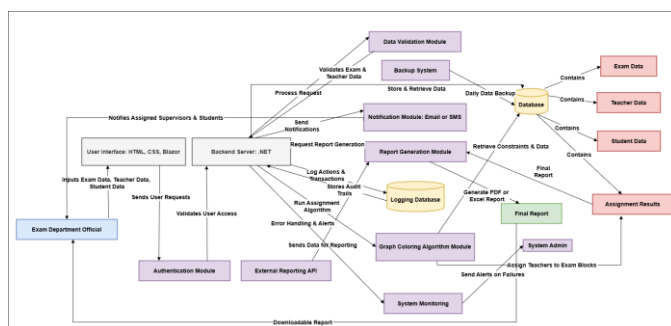 Data Validation Module
Validates Exam &
Teacher Data
Process Request
Backup System
Daily Data Backup
Store & Retrieve Data
Database
Contains
Exam Data
Contains
Teacher Data
Contains
Student Data
Contains
Notifies Assigned Supervisors & Students
Send
Notifications
Notification Module: Email or SMS
Request Report Generation
Retrieve Constraints & Data
User Interface: HTML, CSS, Blazor
Backend Server: .NET
Report Generation Module
Final
Report
Inputs Exam Data, Teacher Data,
Student Data
Log Actions &
Transactions
Stores Audit
Trails
Logging Database
Generate PDF or
Excel Report
Assignment Results
Sends User Requests
Run Assignment
Algorithm
Validates User Access
Error Handling & Alerts
Final Report
Exam Department Official
Sends Data for Reporting
Graph Coloring Algorithm Module
System Admin
Authentication Module
External Reporting API
Assign Teachers to Exam Blocks
Send Alerts on Failures
System Monitoring
Downloadable Report